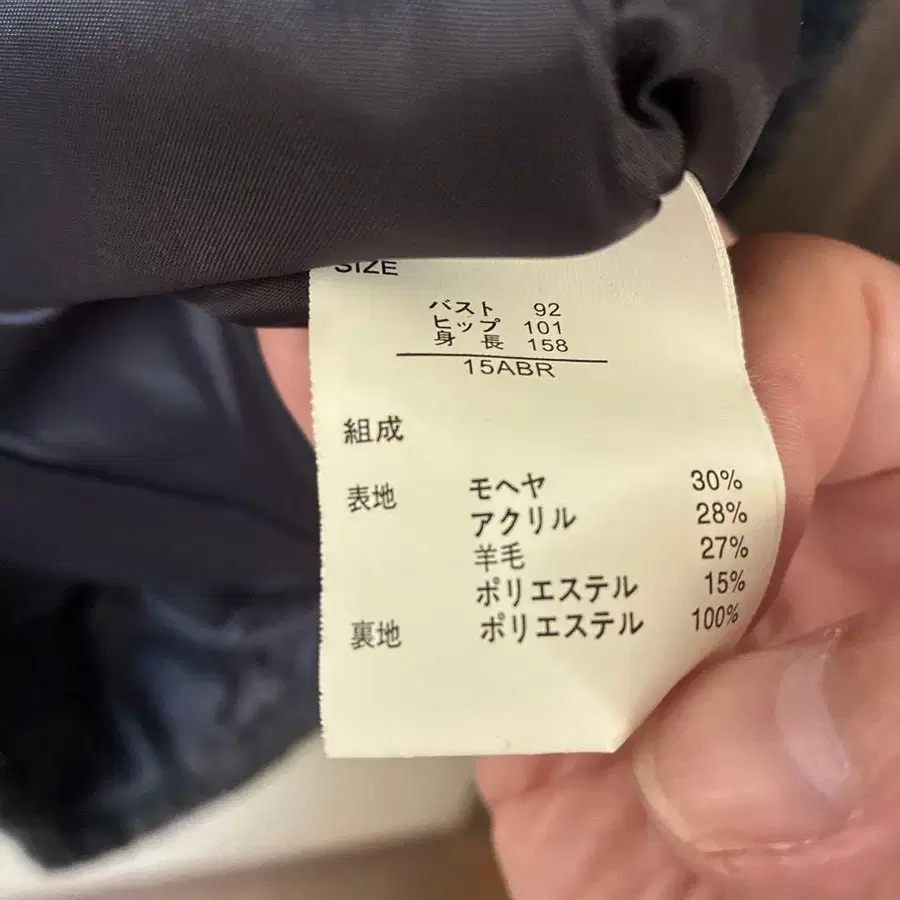 SIZE
バスト 92
ヒップ 101
身長 158
15ABR
組成
表地 モヘヤ 30%
アクリル 28%
羊毛 27%
ポリエステル 15%
裏地 ポリエステル 100%